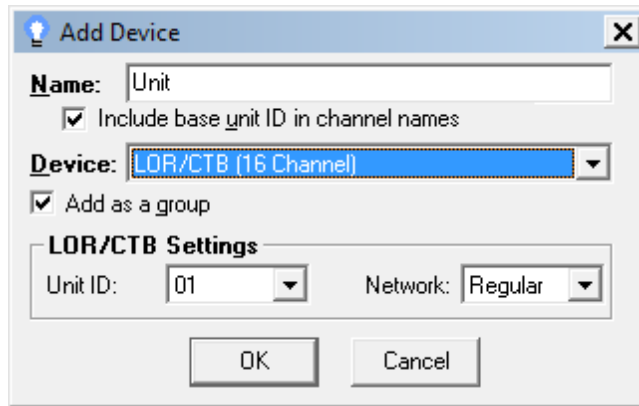 Add Device
Name: Unit
Include base unit ID in channel names
Device: LOR/CTB (16 Channel)
Add as a group
LOR/CTB Settings
Unit ID: 01 Network: Regular
OK Cancel